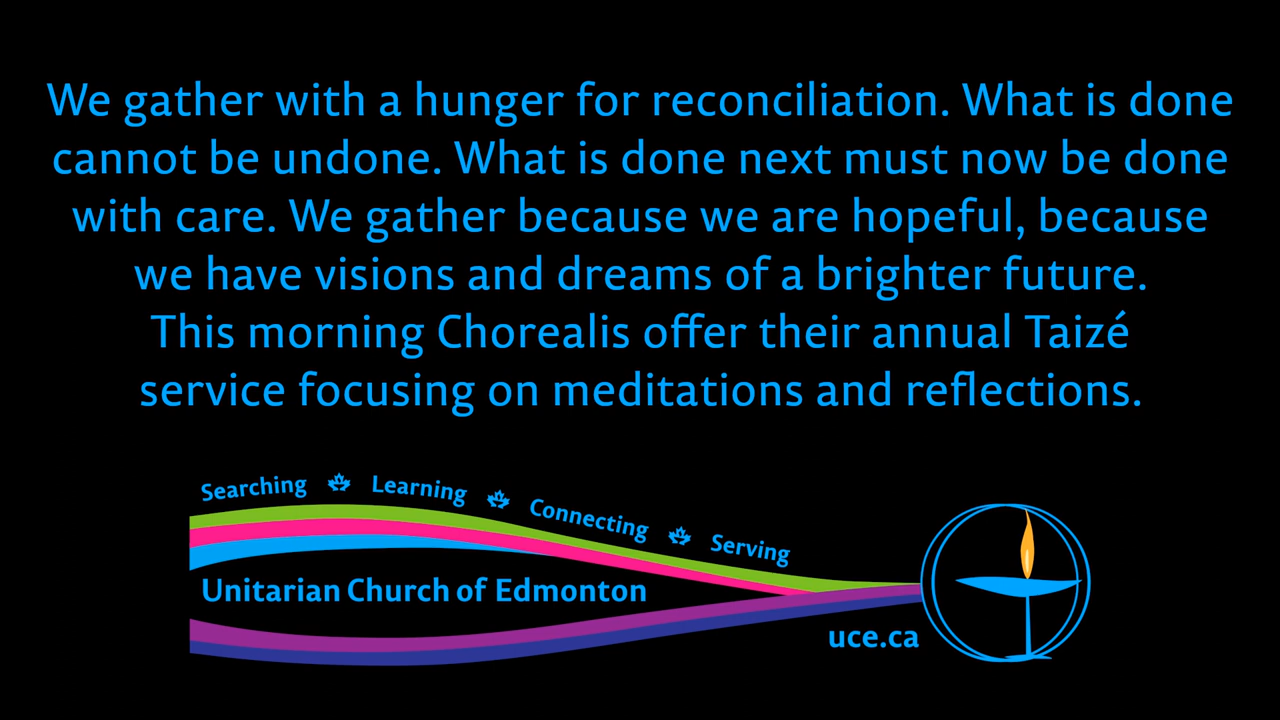 We gather with a hunger for reconciliation. What is done
cannot be undone. What is done next must now be done
with care. We gather because we are hopeful, because
we have visions and dreams of a brighter future.
This morning Chorealis offer their annual Taizé
service focusing on meditations and reflections.
Searching Learning Connecting Serving
Unitarian Church of Edmonton
uce.ca